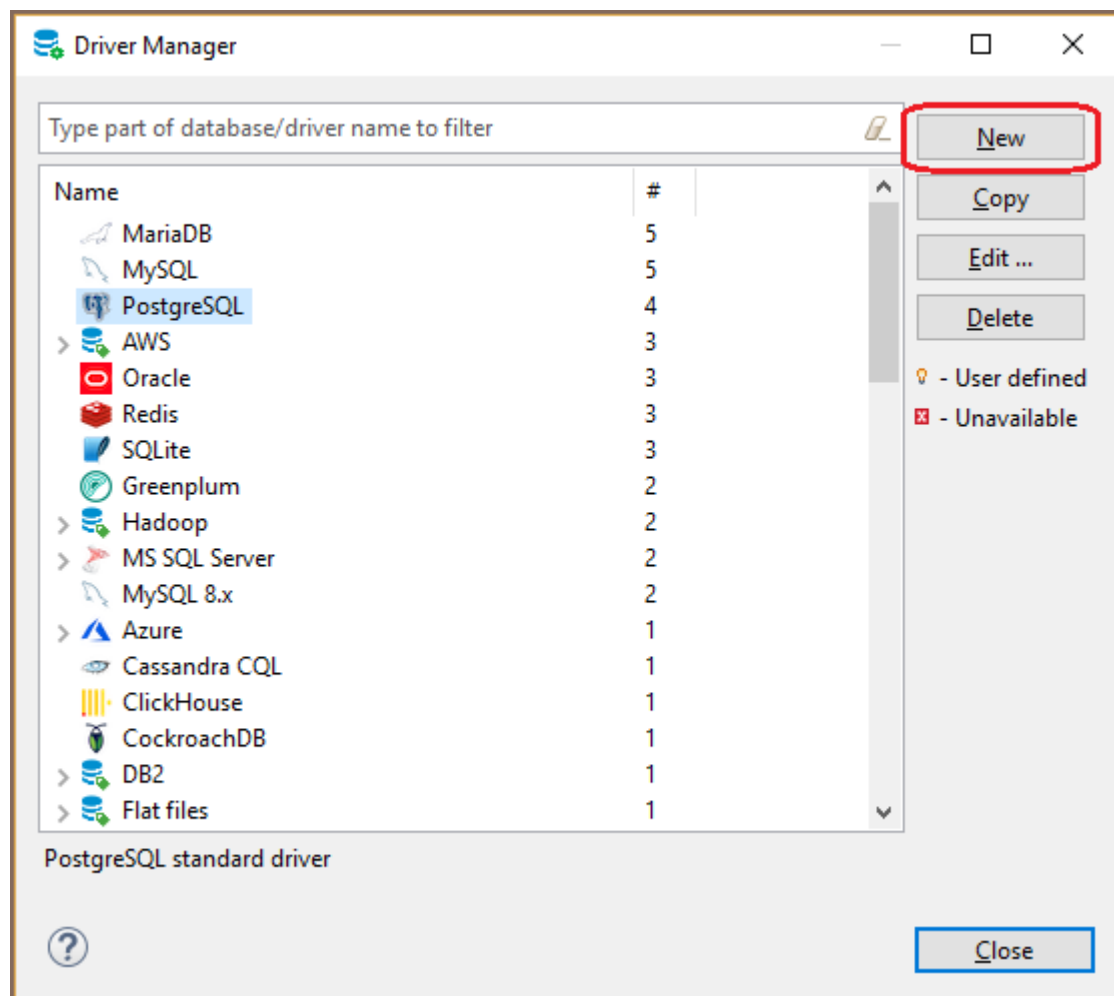 Driver Manager
Type part of database/driver name to filter
New
Name #
Copy
MariaDB 5
MySQL 5
Edit ...
PostgreSQL 4
Delete
AWS 3
Oracle 3
- User defined
Redis 3
- Unavailable
SQLite 3
Greenplum 2
Hadoop 2
MS SQL Server 2
MySQL 8.x 2
Azure 1
Cassandra CQL 1
ClickHouse 1
CockroachDB 1
DB2 1
Flat files 1
PostgreSQL standard driver
?
Close